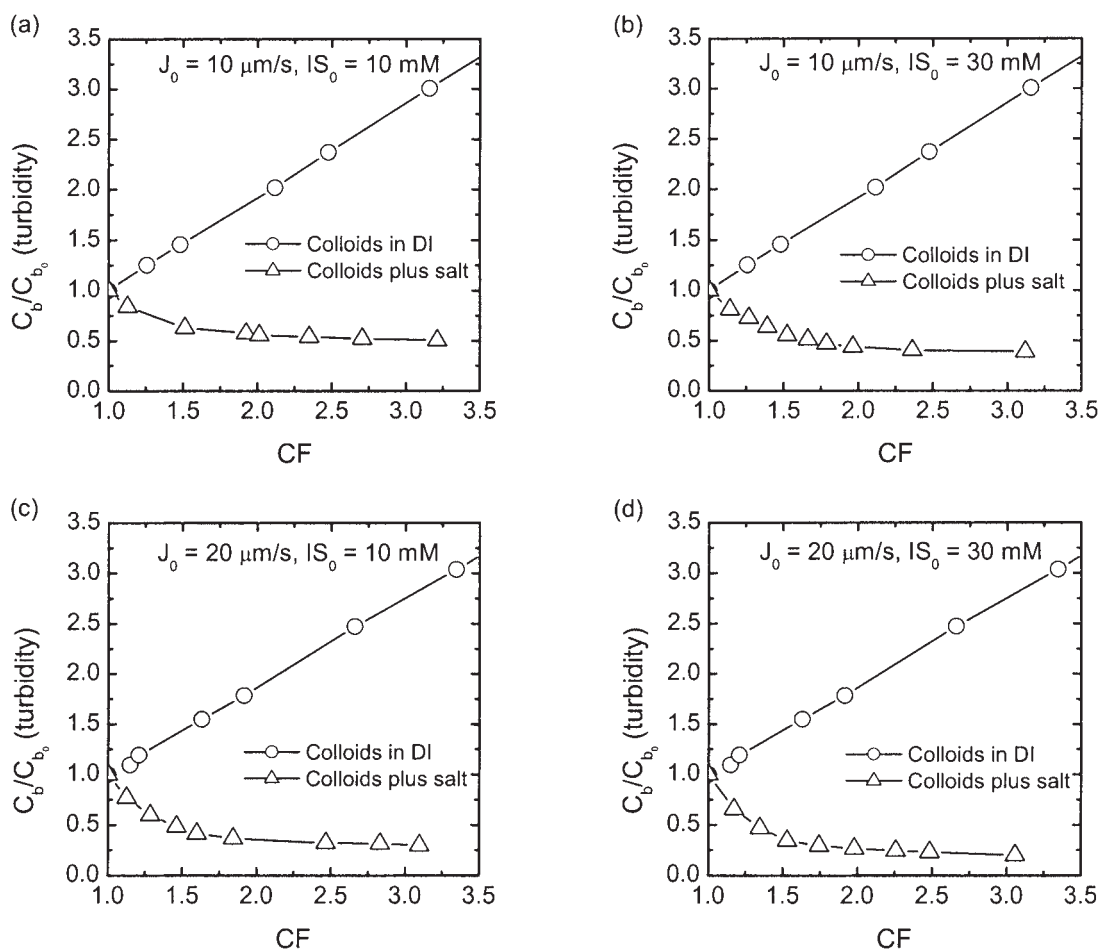 (a)
J₀ = 10 μm/s, IS₀ = 10 mM
C_b/C_b₀ (turbidity)
3.5
3.0
2.5
2.0
1.5
1.0
0.5
0.0
Colloids in DI
Colloids plus salt
1.0 1.5 2.0 2.5 3.0 3.5
CF
(b)
J₀ = 10 μm/s, IS₀ = 30 mM
C_b/C_b₀ (turbidity)
3.5
3.0
2.5
2.0
1.5
1.0
0.5
0.0
Colloids in DI
Colloids plus salt
1.0 1.5 2.0 2.5 3.0 3.5
CF
(c)
J₀ = 20 μm/s, IS₀ = 10 mM
C_b/C_b₀ (turbidity)
3.5
3.0
2.5
2.0
1.5
1.0
0.5
0.0
Colloids in DI
Colloids plus salt
1.0 1.5 2.0 2.5 3.0 3.5
CF
(d)
J₀ = 20 μm/s, IS₀ = 30 mM
C_b/C_b₀ (turbidity)
3.5
3.0
2.5
2.0
1.5
1.0
0.5
0.0
Colloids in DI
Colloids plus salt
1.0 1.5 2.0 2.5 3.0 3.5
CF